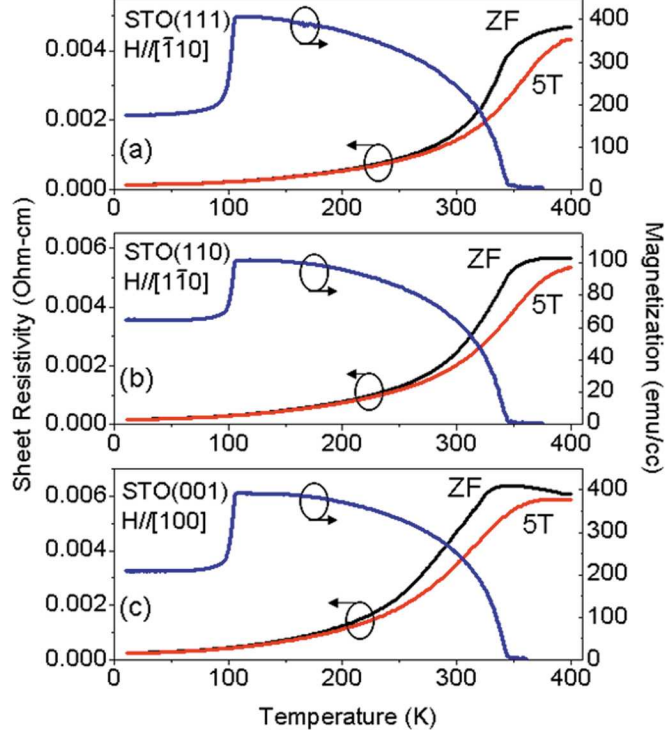 STO(111)
H//[1̄10]
ZF
5T
(a)
0.004
0.002
0.000
400
300
200
100
0
0 100 200 300 400
STO(110)
H//[11̄0]
ZF
5T
(b)
0.006
0.004
0.002
0.000
100
80
60
40
20
0
0 100 200 300 400
STO(001)
H//[100]
ZF
5T
(c)
0.006
0.004
0.002
0.000
400
300
200
100
0
0 100 200 300 400
Sheet Resistivity (Ohm-cm)
Magnetization (emu/cc)
Temperature (K)